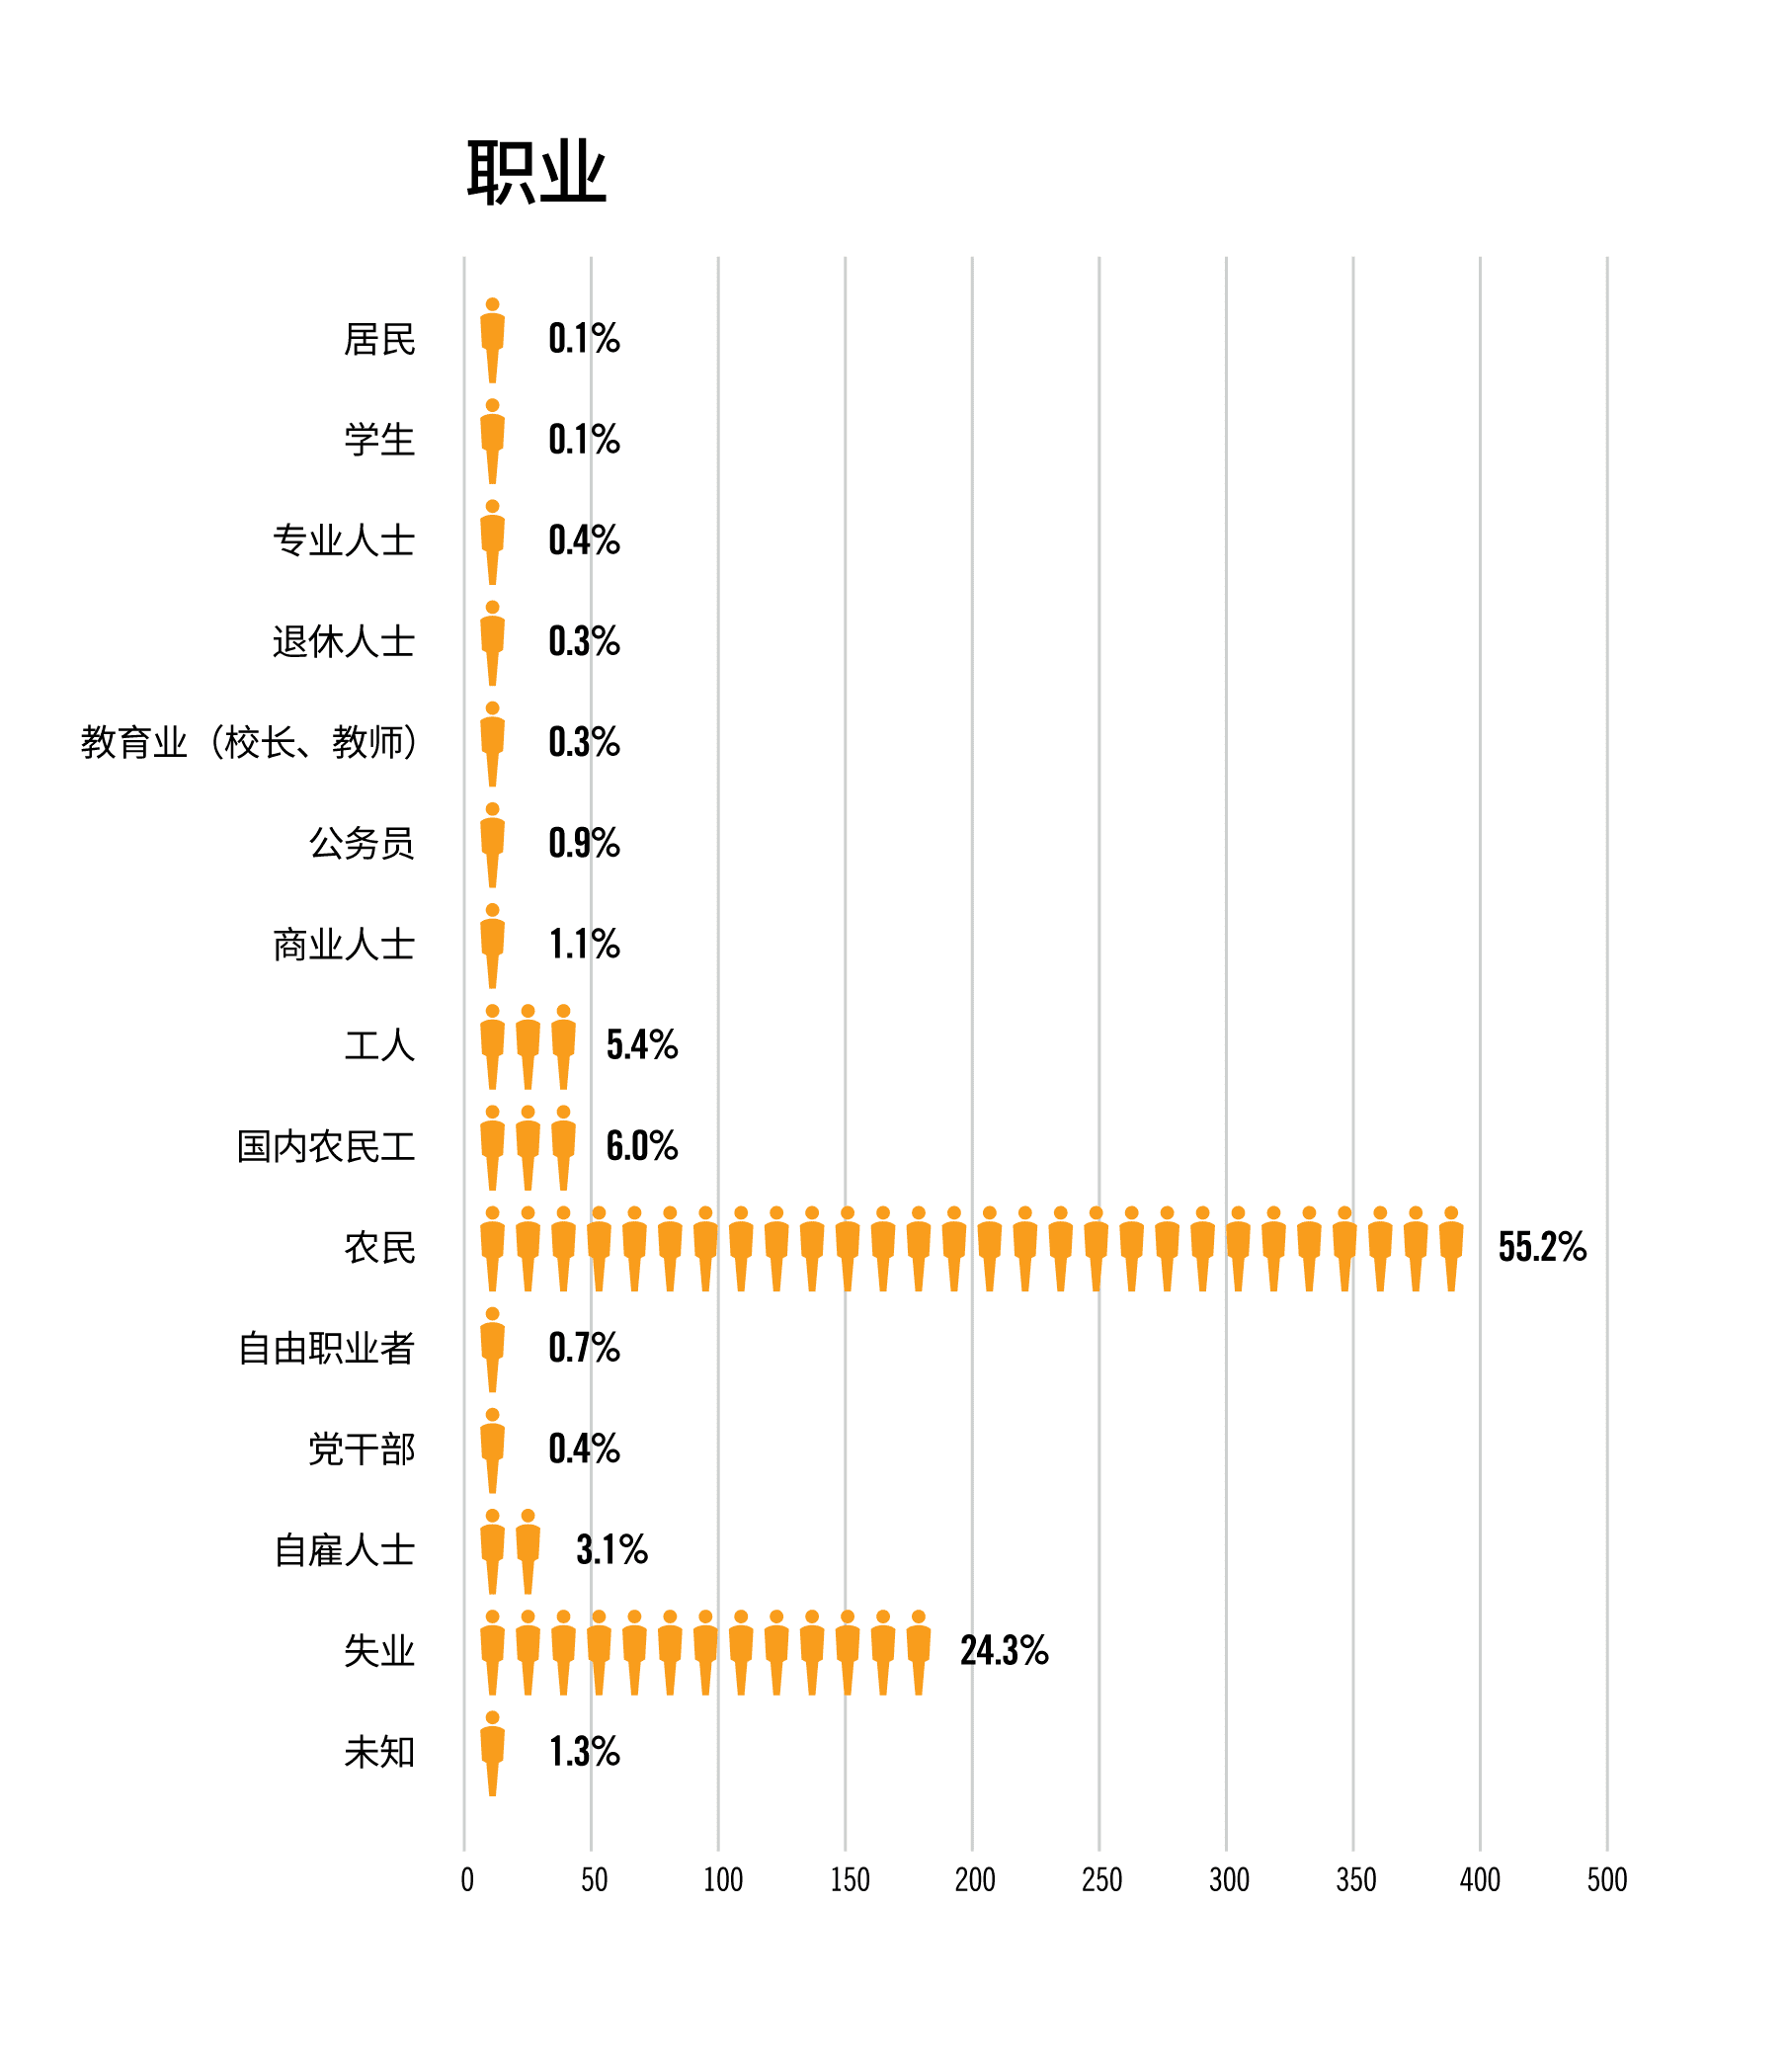 职业
居民 0.1%
学生 0.1%
专业人士 0.4%
退休人士 0.3%
教育业（校长、教师） 0.3%
公务员 0.9%
商业人士 1.1%
工人 5.4%
国内农民工 6.0%
农民 55.2%
自由职业者 0.7%
党干部 0.4%
自雇人士 3.1%
失业 24.3%
未知 1.3%
0 50 100 150 200 250 300 350 400 500